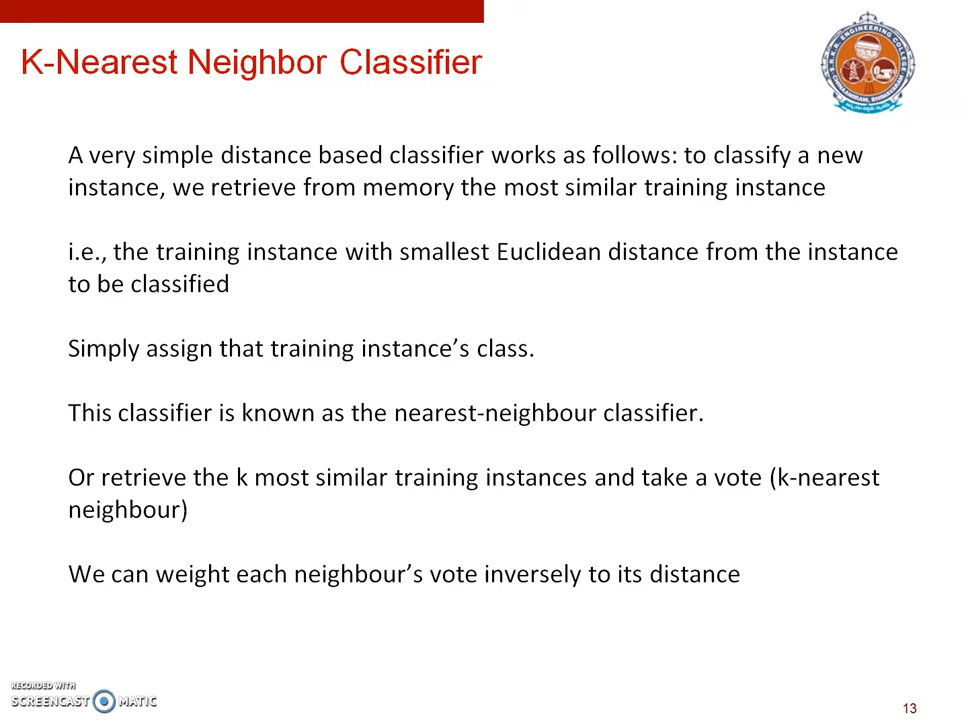 K-Nearest Neighbor Classifier
S.R.K.R. ENGINEERING COLLEGE
CHINAAMIRAM, BHIMAVARAM
A very simple distance based classifier works as follows: to classify a new
instance, we retrieve from memory the most similar training instance
i.e., the training instance with smallest Euclidean distance from the instance
to be classified
Simply assign that training instance’s class.
This classifier is known as the nearest-neighbour classifier.
Or retrieve the k most similar training instances and take a vote (k-nearest
neighbour)
We can weight each neighbour’s vote inversely to its distance
RECORDED WITH
SCREENCAST MATIC
13